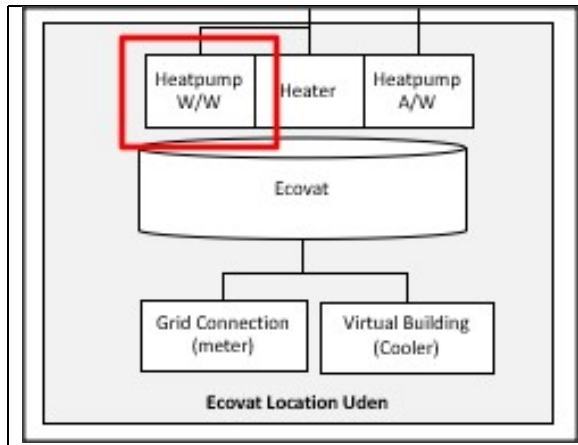 Heatpump
W/W
Heater
Heatpump
A/W
Ecovat
Grid Connection
(meter)
Virtual Building
(Cooler)
Ecovat Location Uden